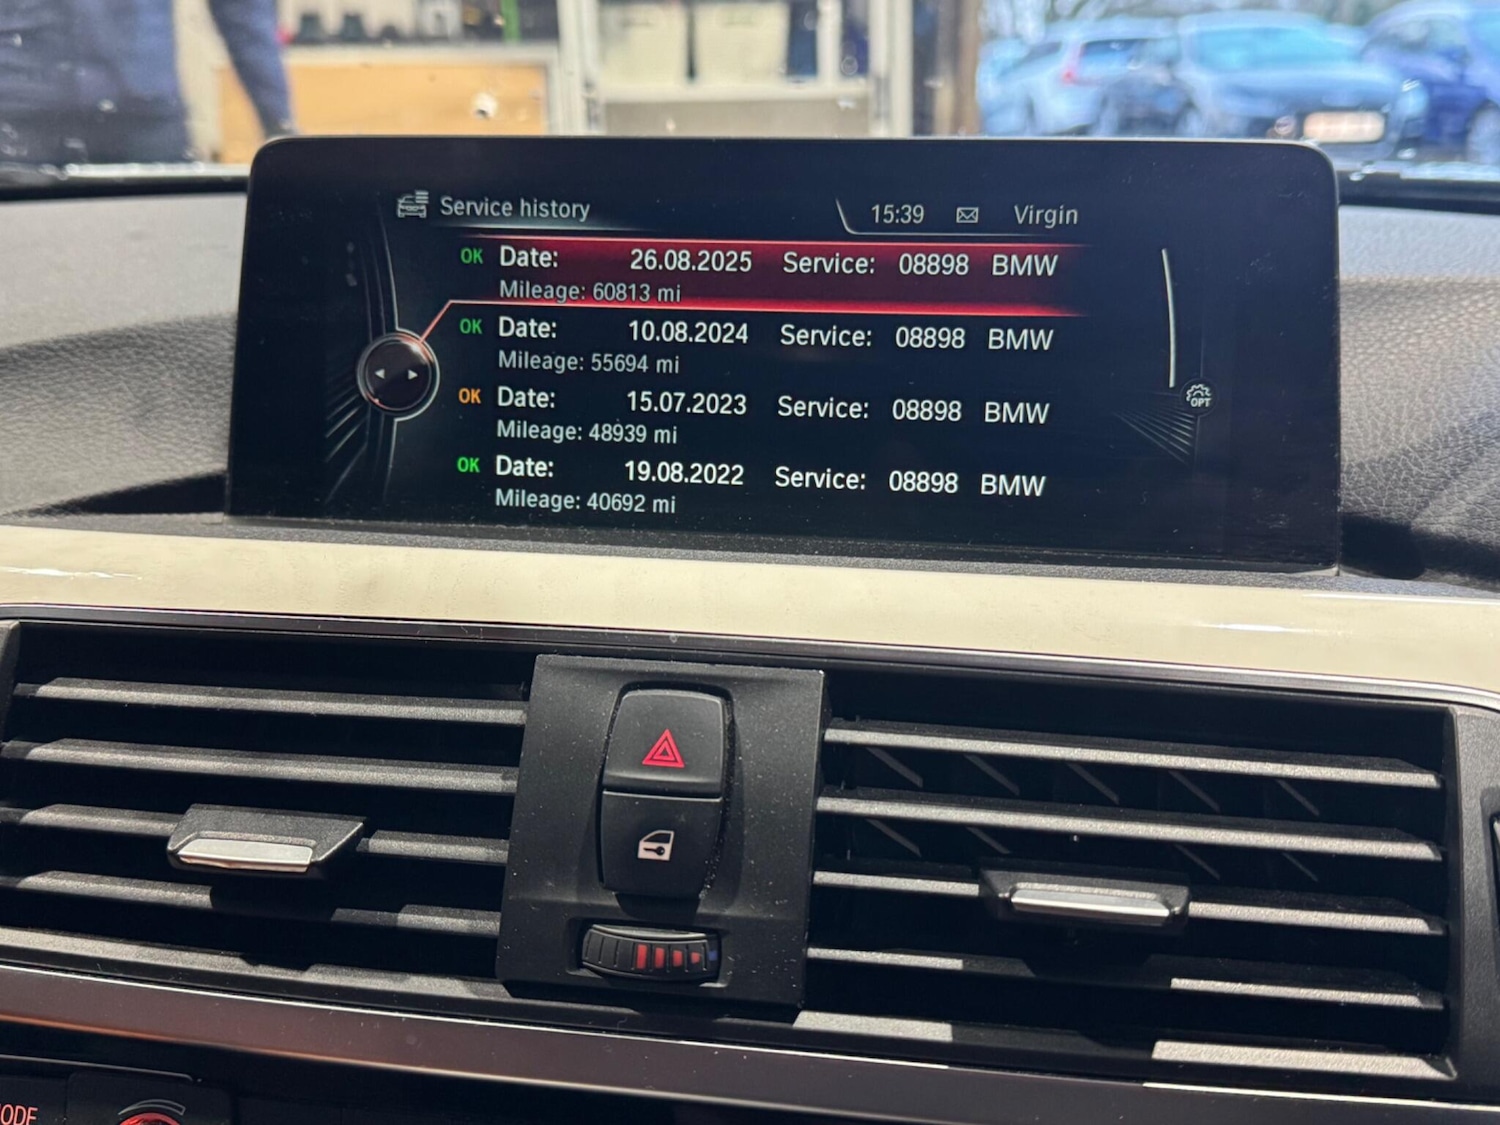 Service history 15:39 Virgin
OK Date: 26.08.2025 Service: 08898 BMW
Mileage: 60813 mi
OK Date: 10.08.2024 Service: 08898 BMW
Mileage: 55694 mi
OK Date: 15.07.2023 Service: 08898 BMW
Mileage: 48939 mi
OK Date: 19.08.2022 Service: 08898 BMW
Mileage: 40692 mi
OPT
ODE